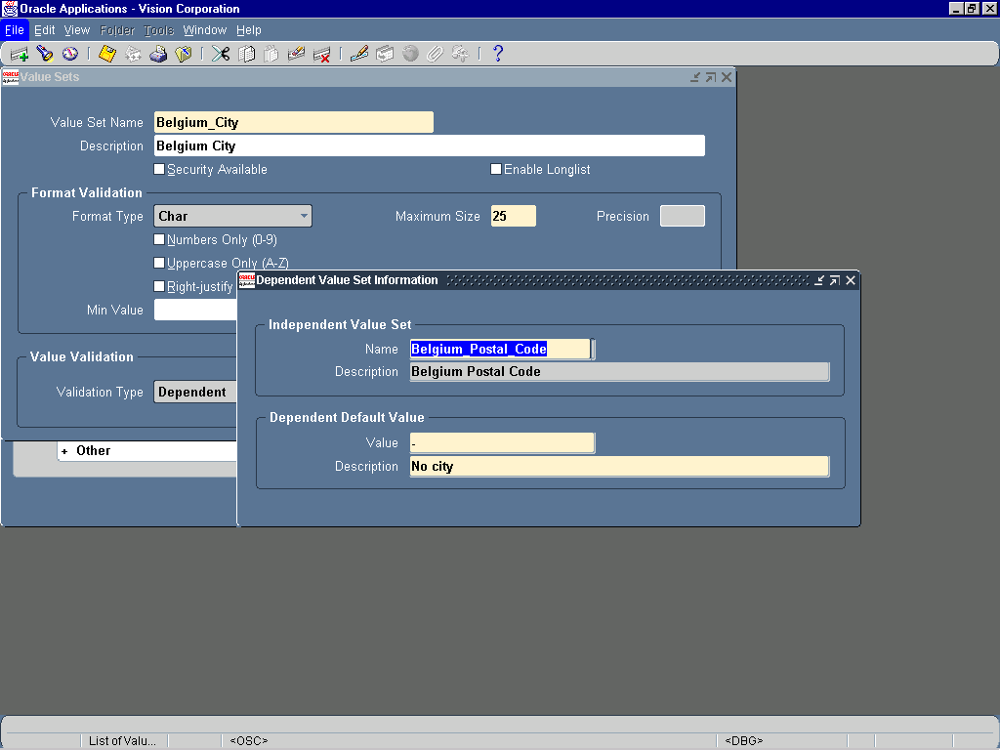 Oracle Applications - Vision Corporation
File Edit View Folder Tools Window Help
Value Sets
Value Set Name Belgium_City
Description Belgium City
Security Available Enable Longlist
Format Validation
Format Type Char Maximum Size 25 Precision
Numbers Only (0-9)
Uppercase Only (A-Z)
Right-justify
Min Value
Value Validation
Validation Type Dependent
+ Other
Dependent Value Set Information
Independent Value Set
Name Belgium_Postal_Code
Description Belgium Postal Code
Dependent Default Value
Value -
Description No city
List of Valu... <OSC> <DBG>